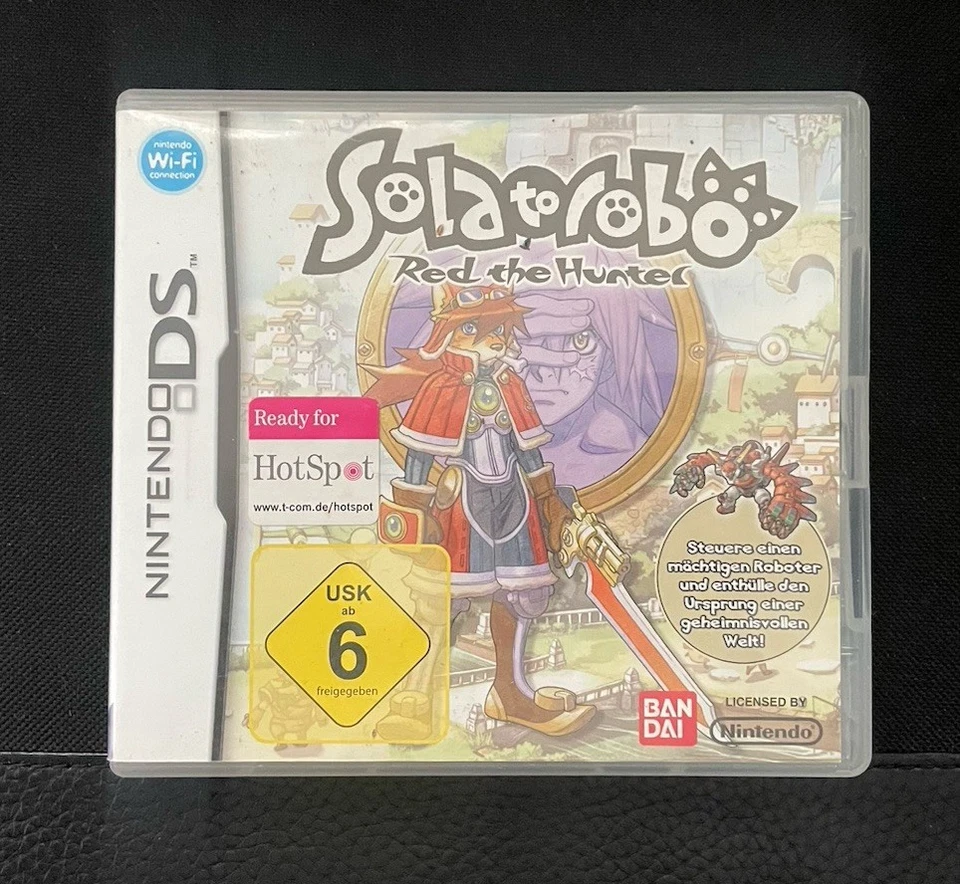 nintendo
Wi-Fi
connection
NINTENDO DS™
Solatorobo
Red the Hunter
Ready for
HotSpot
www.t-com.de/hotspot
USK
ab
6
freigegeben
Steuere einen
mächtigen Roboter
und enthülle den
Ursprung einer
geheimnisvollen
Welt!
BAN
DAI
LICENSED BY
Nintendo